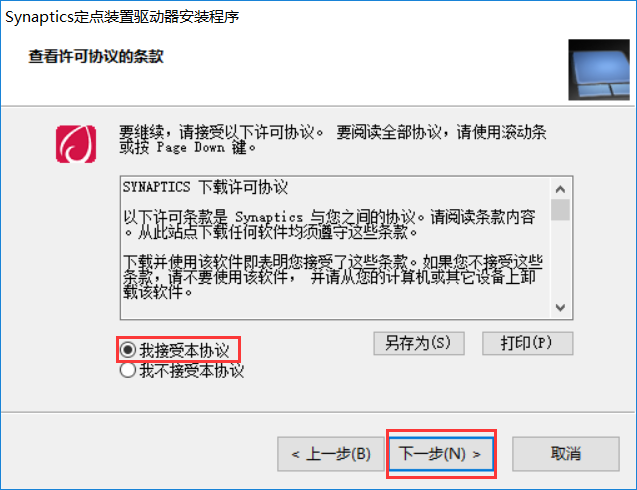 Synaptics定点装置驱动器安装程序
查看许可协议的条款
要继续，请接受以下许可协议。 要阅读全部协议，请使用滚动条
或按 Page Down 键。
SYNAPTICS 下载许可协议
以下许可条款是 Synaptics 与您之间的协议。请阅读条款内容
。从此站点下载任何软件均须遵守这些条款。
下载并使用该软件即表明您接受了这些条款。如果您不接受这些
条款，请不要使用该软件， 并请从您的计算机或其它设备上卸
载该软件。
我接受本协议
另存为(S)
打印(P)
我不接受本协议
< 上一步(B)
下一步(N) >
取消